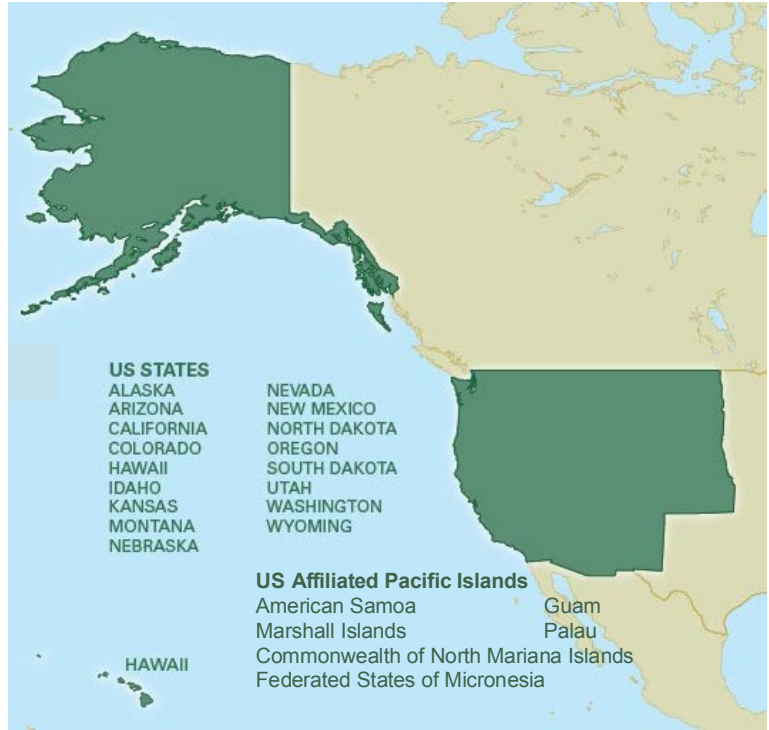 US STATES
ALASKA
ARIZONA
CALIFORNIA
COLORADO
HAWAII
IDAHO
KANSAS
MONTANA
NEBRASKA
NEVADA
NEW MEXICO
NORTH DAKOTA
OREGON
SOUTH DAKOTA
UTAH
WASHINGTON
WYOMING
US Affiliated Pacific Islands
American Samoa Guam
Marshall Islands Palau
Commonwealth of North Mariana Islands
Federated States of Micronesia
HAWAII